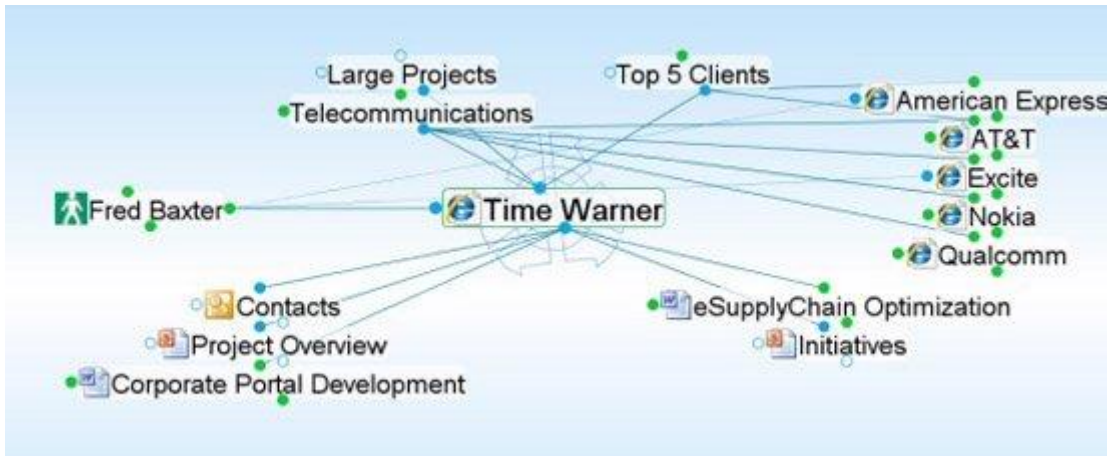 Large Projects
Top 5 Clients
Telecommunications
American Express
AT&T
Excite
Fred Baxter
Time Warner
Nokia
Qualcomm
Contacts
eSupplyChain Optimization
Project Overview
Initiatives
Corporate Portal Development